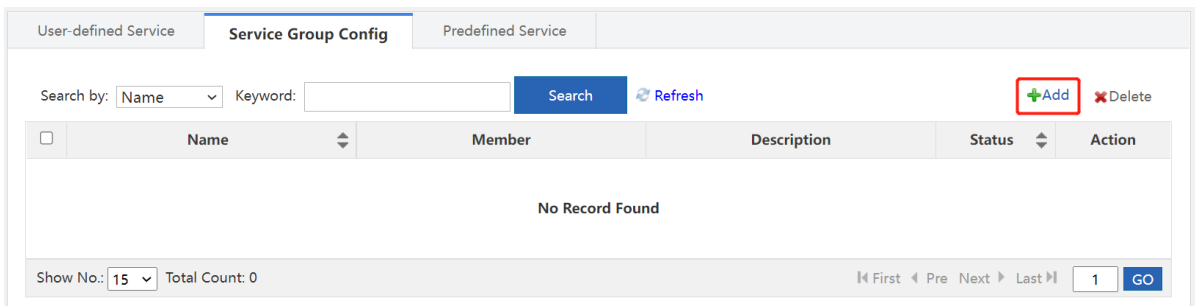 User-defined Service Service Group Config Predefined Service
Search by: Name Keyword: Search Refresh Add Delete
Name Member Description Status Action
No Record Found
Show No.: 15 Total Count: 0 First Pre Next Last 1 GO